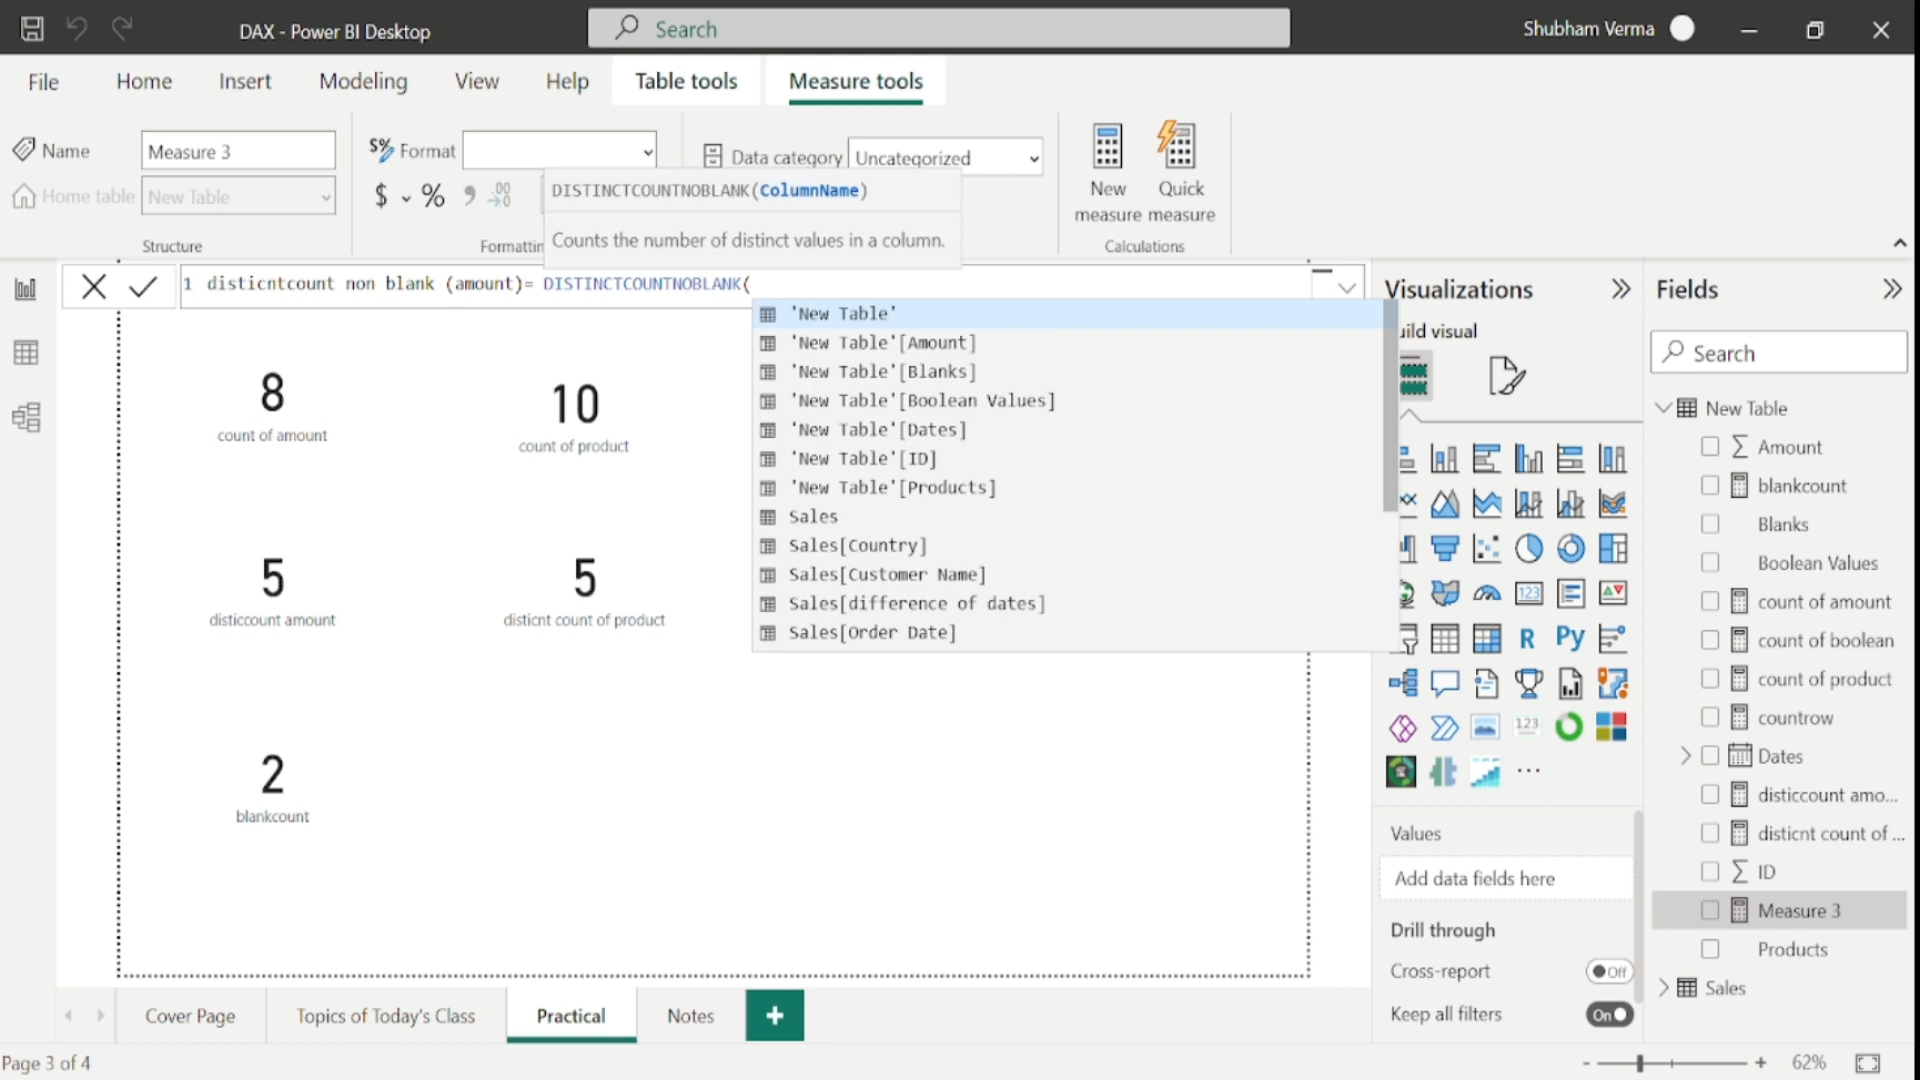 DAX - Power BI Desktop
Search
Shubham Verma
File
Home
Insert
Modeling
View
Help
Table tools
Measure tools
Name
Measure 3
Format
Data category
Uncategorized
Home table
New Table
$
%
New measure
Quick measure
Structure
Calculations
DISTINCTCOUNTNOBLANK(ColumnName)
Counts the number of distinct values in a column.
1 disticntcount non blank (amount)= DISTINCTCOUNTNOBLANK(
'New Table'
'New Table'[Amount]
'New Table'[Blanks]
'New Table'[Boolean Values]
'New Table'[Dates]
'New Table'[ID]
'New Table'[Products]
Sales
Sales[Country]
Sales[Customer Name]
Sales[difference of dates]
Sales[Order Date]
8
count of amount
10
count of product
5
disticcount amount
5
disticnt count of product
2
blankcount
Visualizations
uild visual
123
R
Py
123
...
Values
Add data fields here
Drill through
Cross-report
Off
Keep all filters
On
Fields
Search
New Table
Amount
blankcount
Blanks
Boolean Values
count of amount
count of boolean
count of product
countrow
Dates
disticcount amo...
disticnt count of ...
ID
Measure 3
Products
Sales
Cover Page
Topics of Today's Class
Practical
Notes
+
Page 3 of 4
- + 62%